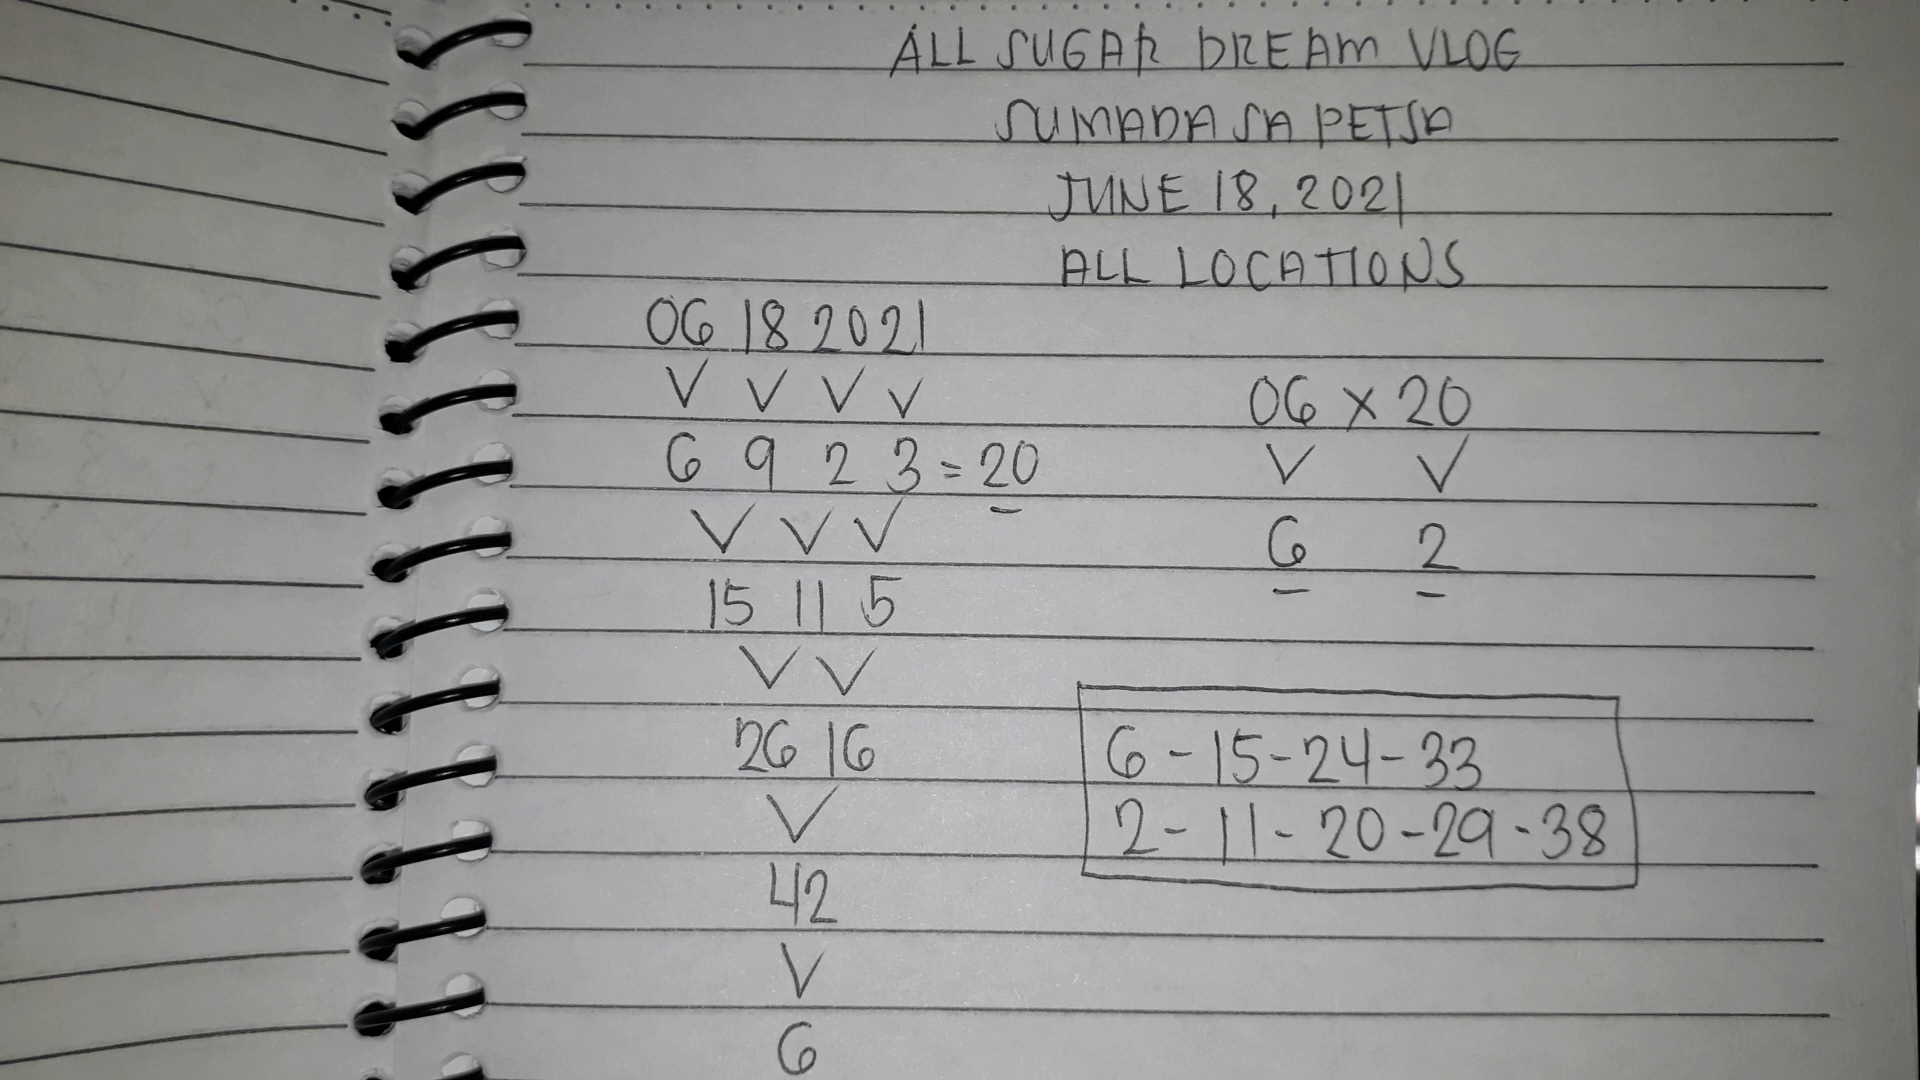 ALL SUGAR DREAM VLOG
SUMADA SA PETSA
JUNE 18, 2021
ALL LOCATIONS
06 18 2021
V V V V
6 9 2 3 = 20
V V V
15 11 5
V V
26 16
V
42
V
6
06 x 20
V V
6 2
6 - 15 - 24 - 33
2 - 11 - 20 - 29 - 38